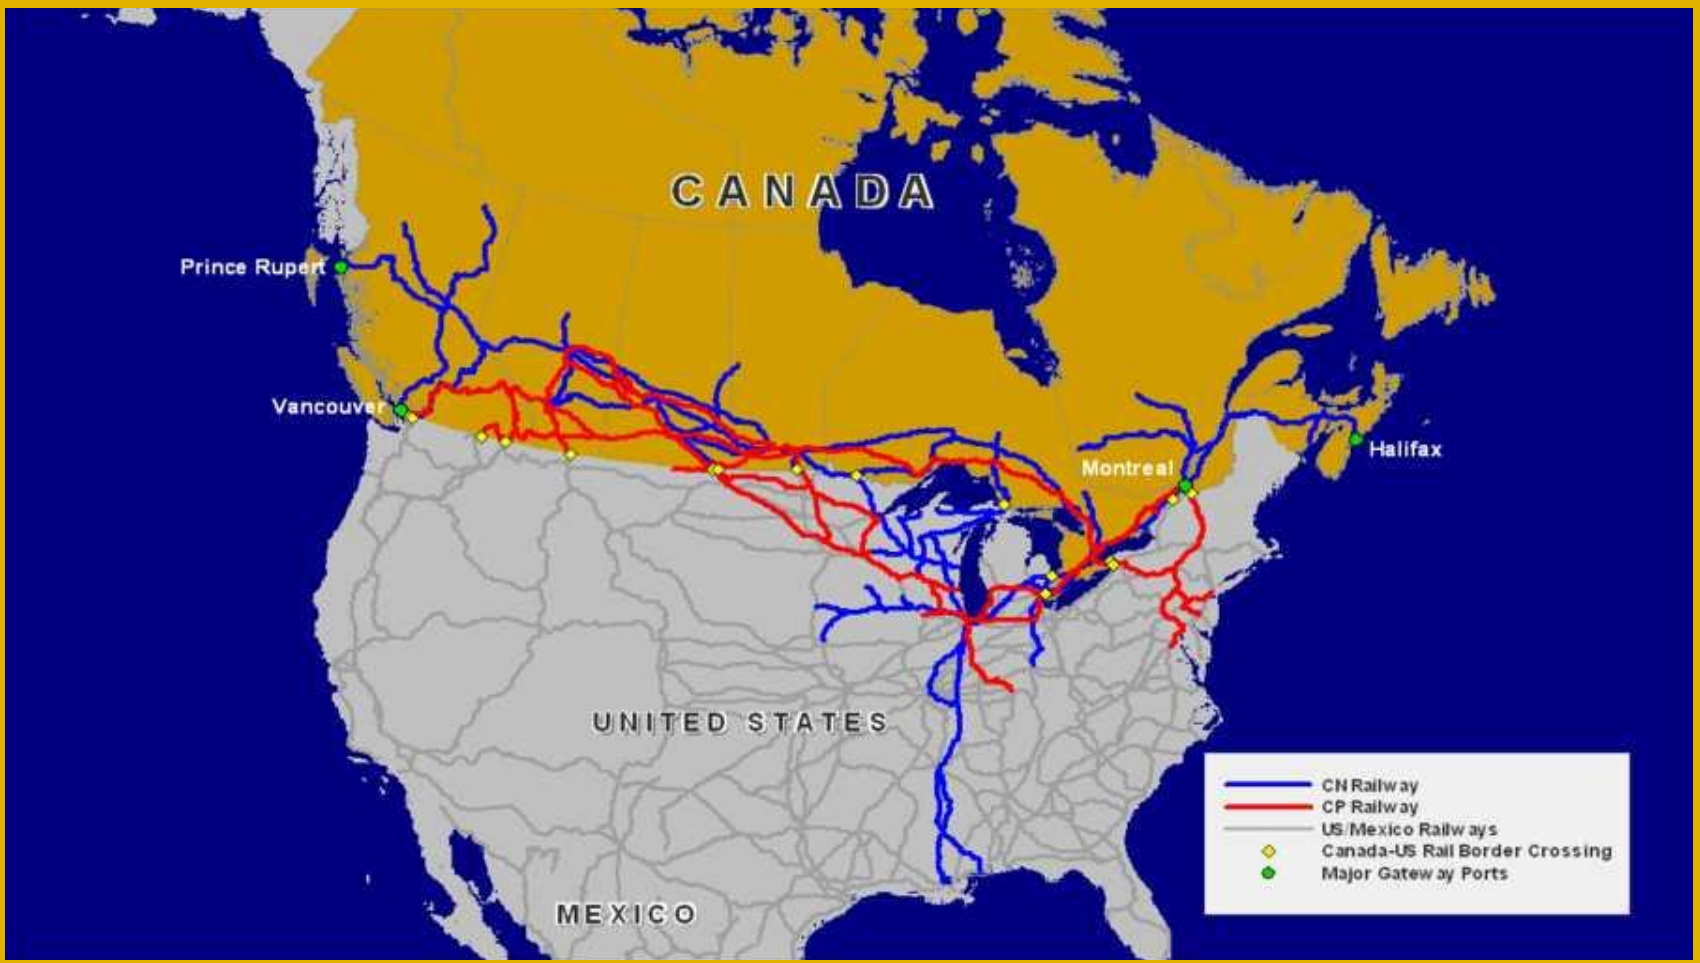 CANADA
Prince Rupert
Vancouver
Halifax
Montreal
UNITED STATES
CN Railway
CP Railway
US/Mexico Railways
Canada-US Rail Border Crossing
Major Gateway Ports
MEXICO